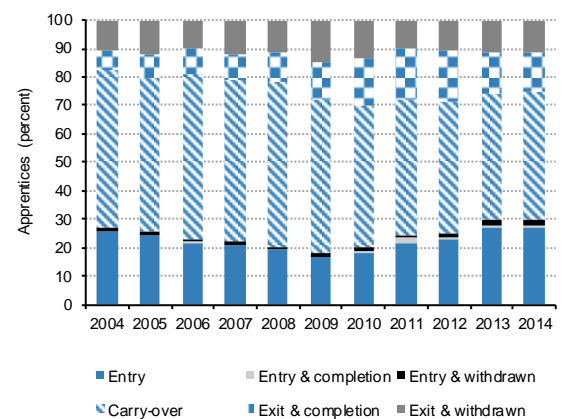 100
90
80
70
60
50
40
30
20
10
0
Apprentices (percent)
2004 2005 2006 2007 2008 2009 2010 2011 2012 2013 2014
Entry Entry & completion Entry & withdrawn
Carry-over Exit & completion Exit & withdrawn